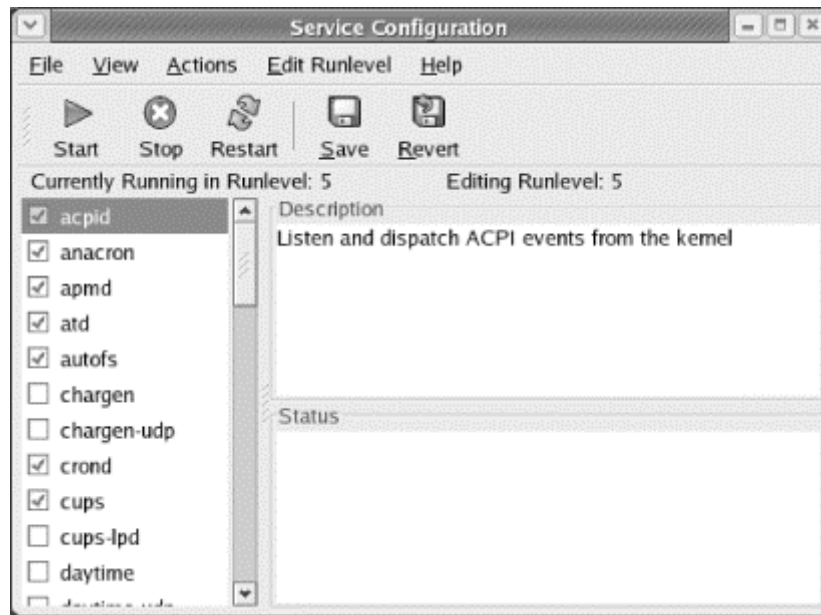 Service Configuration
File View Actions Edit Runlevel Help
Start Stop Restart Save Revert
Currently Running in Runlevel: 5 Editing Runlevel: 5
acpid
anacron
apmd
atd
autofs
chargen
chargen-udp
crond
cups
cups-lpd
daytime
Description
Listen and dispatch ACPI events from the kernel
Status